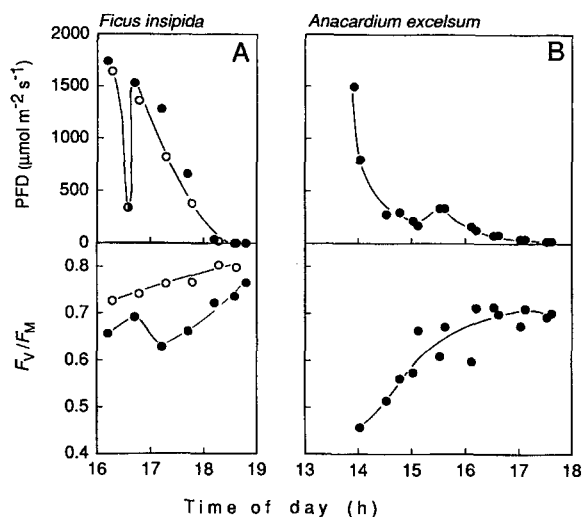 Ficus insipida
Anacardium excelsum
A
B
PFD (μmol m⁻² s⁻¹)
2000
1500
1000
500
0
F_V/F_M
0.8
0.7
0.6
0.5
0.4
16 17 18 19
13 14 15 16 17 18
Time of day (h)